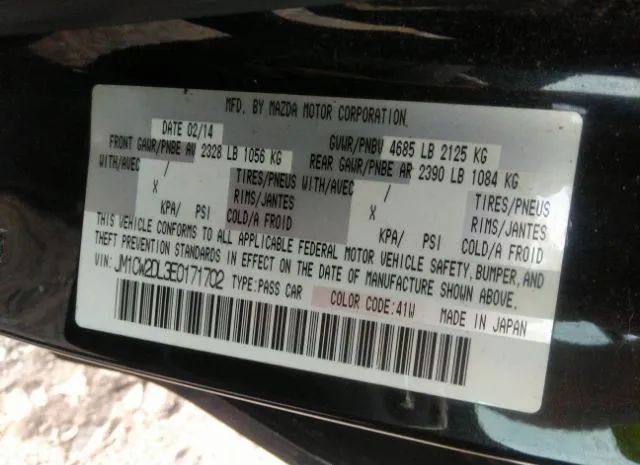 MFD. BY MAZDA MOTOR CORPORATION
DATE 02/14 GVWR/PNBV 4685 LB 2125 KG
FRONT GAWR/PNBE AV 2328 LB 1056 KG REAR GAWR/PNBE AR 2390 LB 1084 KG
WITH/AVEC / TIRES/PNEUS WITH/AVEC / TIRES/PNEUS
X RIMS/JANTES X RIMS/JANTES
KPA/ PSI COLD/A FROID KPA/ PSI COLD/A FROID
THIS VEHICLE CONFORMS TO ALL APPLICABLE FEDERAL MOTOR VEHICLE SAFETY, BUMPER, AND
THEFT PREVENTION STANDARDS IN EFFECT ON THE DATE OF MANUFACTURE SHOWN ABOVE.
VIN: JM1CW2DL3E0171702 TYPE:PASS CAR COLOR CODE:41W MADE IN JAPAN